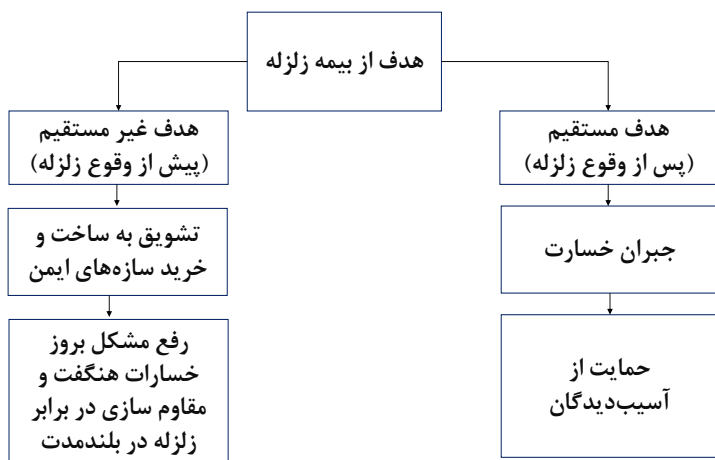 هدف از بیمه زلزله
هدف مستقیم
(پس از وقوع زلزله)
جبران خسارت
حمایت از
آسیب‌دیدگان
هدف غیر مستقیم
(پیش از وقوع زلزله)
تشویق به ساخت و
خرید سازه‌های ایمن
رفع مشکل بروز
خسارات هنگفت و
مقاوم سازی در برابر
زلزله در بلندمدت